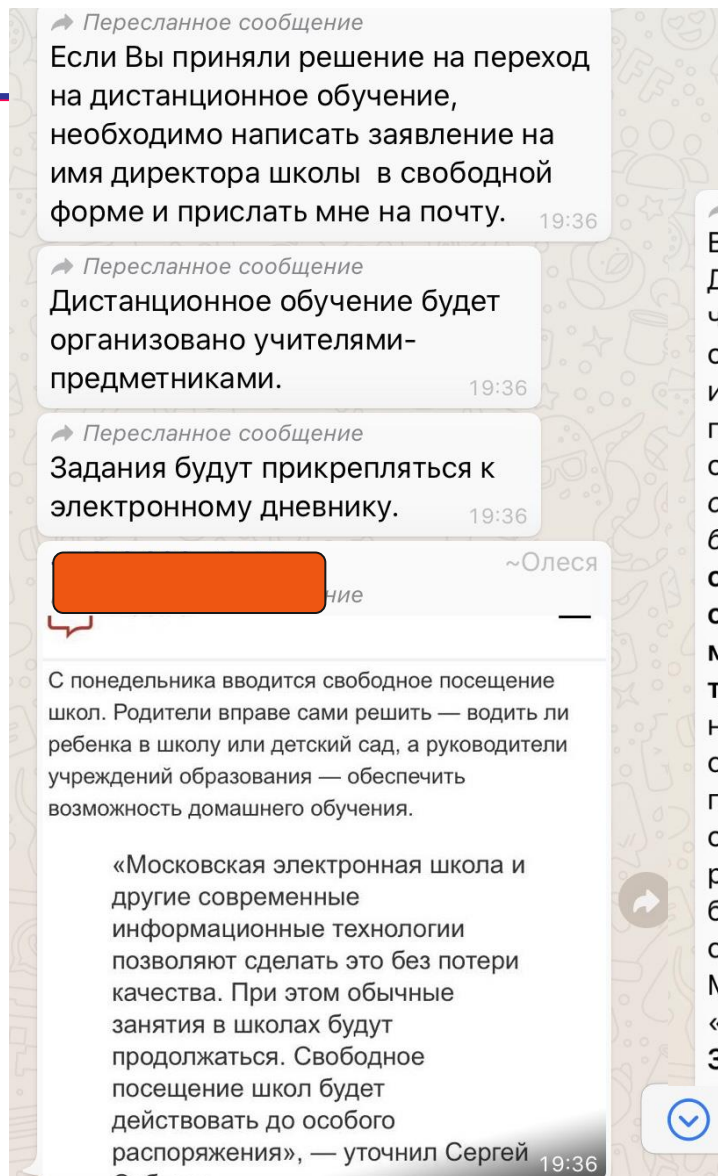 Пересланное сообщение
Если Вы приняли решение на переход
на дистанционное обучение,
необходимо написать заявление на
имя директора школы в свободной
форме и прислать мне на почту. 19:36
Пересланное сообщение
Дистанционное обучение будет
организовано учителями-
предметниками. 19:36
Пересланное сообщение
Задания будут прикрепляться к
электронному дневнику. 19:36
~Олеся
С понедельника вводится свободное посещение
школ. Родители вправе сами решить — водить ли
ребенка в школу или детский сад, а руководители
учреждений образования — обеспечить
возможность домашнего обучения.
«Московская электронная школа и
другие современные
информационные технологии
позволяют сделать это без потери
качества. При этом обычные
занятия в школах будут
продолжаться. Свободное
посещение школ будет
действовать до особого
распоряжения», — уточнил Сергей
19:36